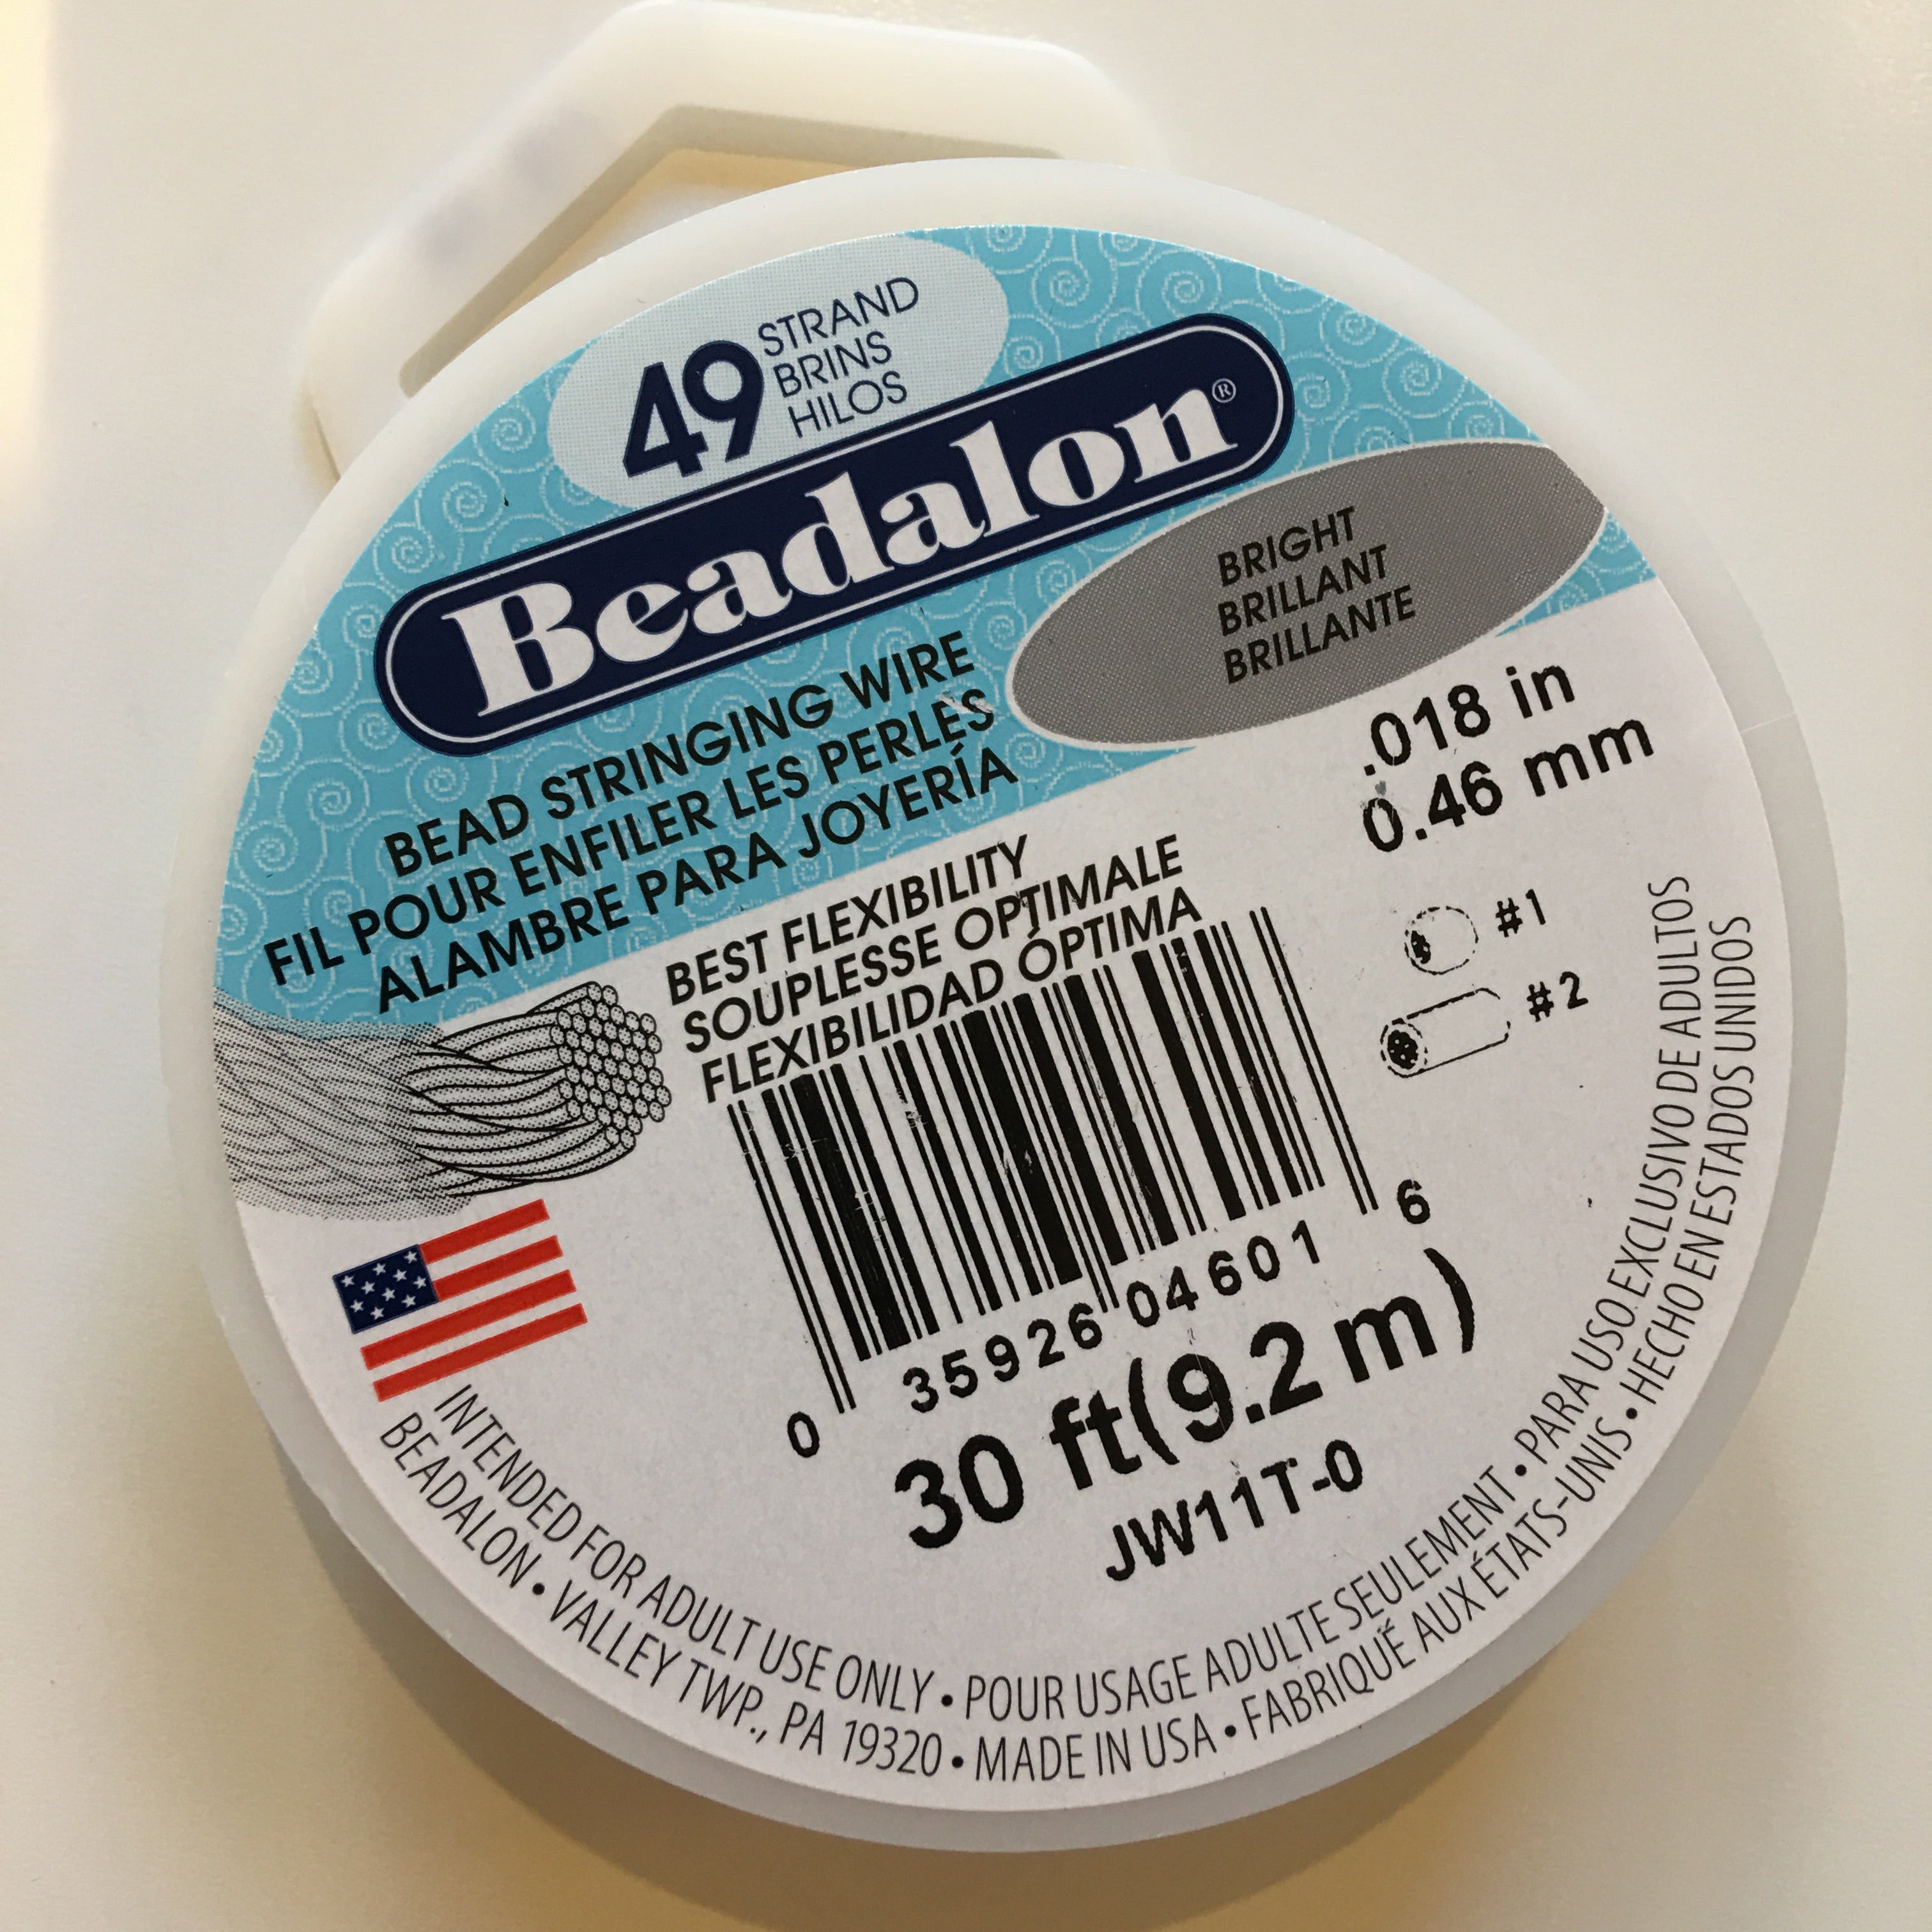 49 STRAND
BRINS
HILOS
Beadalon®
BRIGHT
BRILLANT
BRILLANTE
BEAD STRINGING WIRE
FIL POUR ENFILER LES PERLES
ALAMBRE PARA JOYERÍA
.018 in
0.46 mm
BEST FLEXIBILITY
SOUPLESSE OPTIMALE
FLEXIBILIDAD ÓPTIMA
#1
#2
0 35926 04601 6
30 ft(9.2 m)
JW11T-0
INTENDED FOR ADULT USE ONLY • POUR USAGE ADULTE SEULEMENT • PARA USO EXCLUSIVO DE ADULTOS
BEADALON • VALLEY TWP., PA 19320 • MADE IN USA • FABRIQUÉ AUX ÉTATS-UNIS • HECHO EN ESTADOS UNIDOS